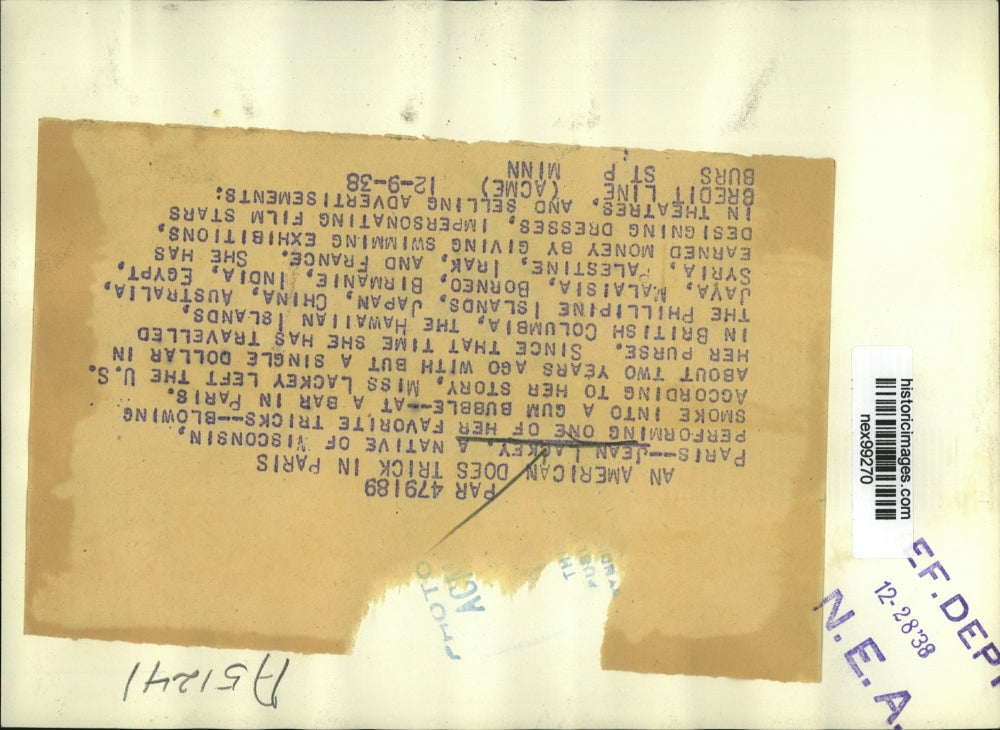 PAR 479189
AN AMERICAN DOES TRICK IN PARIS
PARIS--JEAN LACKEY, A NATIVE OF WISCONSIN,
PERFORMING ONE OF HER FAVORITE TRICKS--BLOWING
SMOKE INTO A GUM BUBBLE--AT A BAR IN PARIS.
ACCORDING TO HER STORY, MISS LACKEY LEFT THE U.S.
ABOUT TWO YEARS AGO WITH BUT A SINGLE DOLLAR IN
HER PURSE. SINCE THAT TIME SHE HAS TRAVELLED
IN BRITISH COLUMBIA, THE HAWAIIAN ISLANDS,
THE PHILLIPINE ISLANDS, JAPAN, CHINA, AUSTRALIA,
JAVA, MALAISIA, BORNEO, BIRMANIE, INDIA, EGYPT,
SYRIA, PALESTINE, IRAK, AND FRANCE. SHE HAS
EARNED MONEY BY GIVING SWIMMING EXHIBITIONS,
DESIGNING DRESSES, IMPERSONATING FILM STARS
IN THEATRES, AND SELLING ADVERTISEMENTS:
BREDIT LINE (ACME) 12-9-38
BURS ST P. MINN
PHOTO
historicimages.com
nex99270
EF. DEPT
12-28'38
N.E.A.
A51241